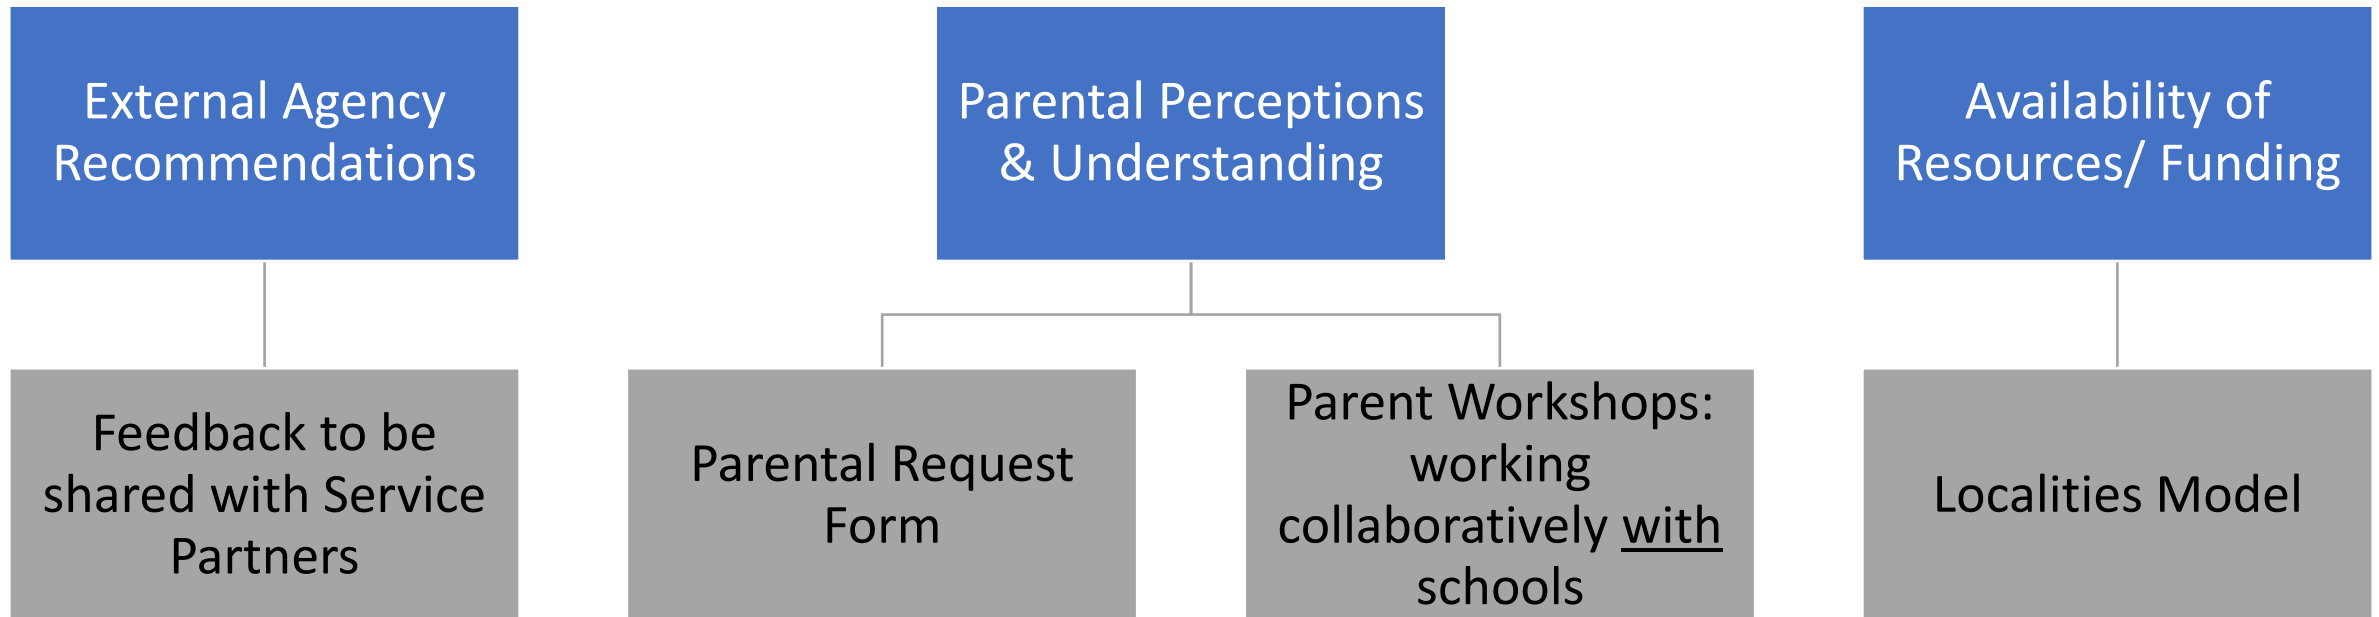 External Agency
Recommendations
Parental Perceptions
& Understanding
Availability of
Resources/ Funding
Feedback to be
shared with Service
Partners
Parental Request
Form
Parent Workshops:
working
collaboratively with
schools
Localities Model